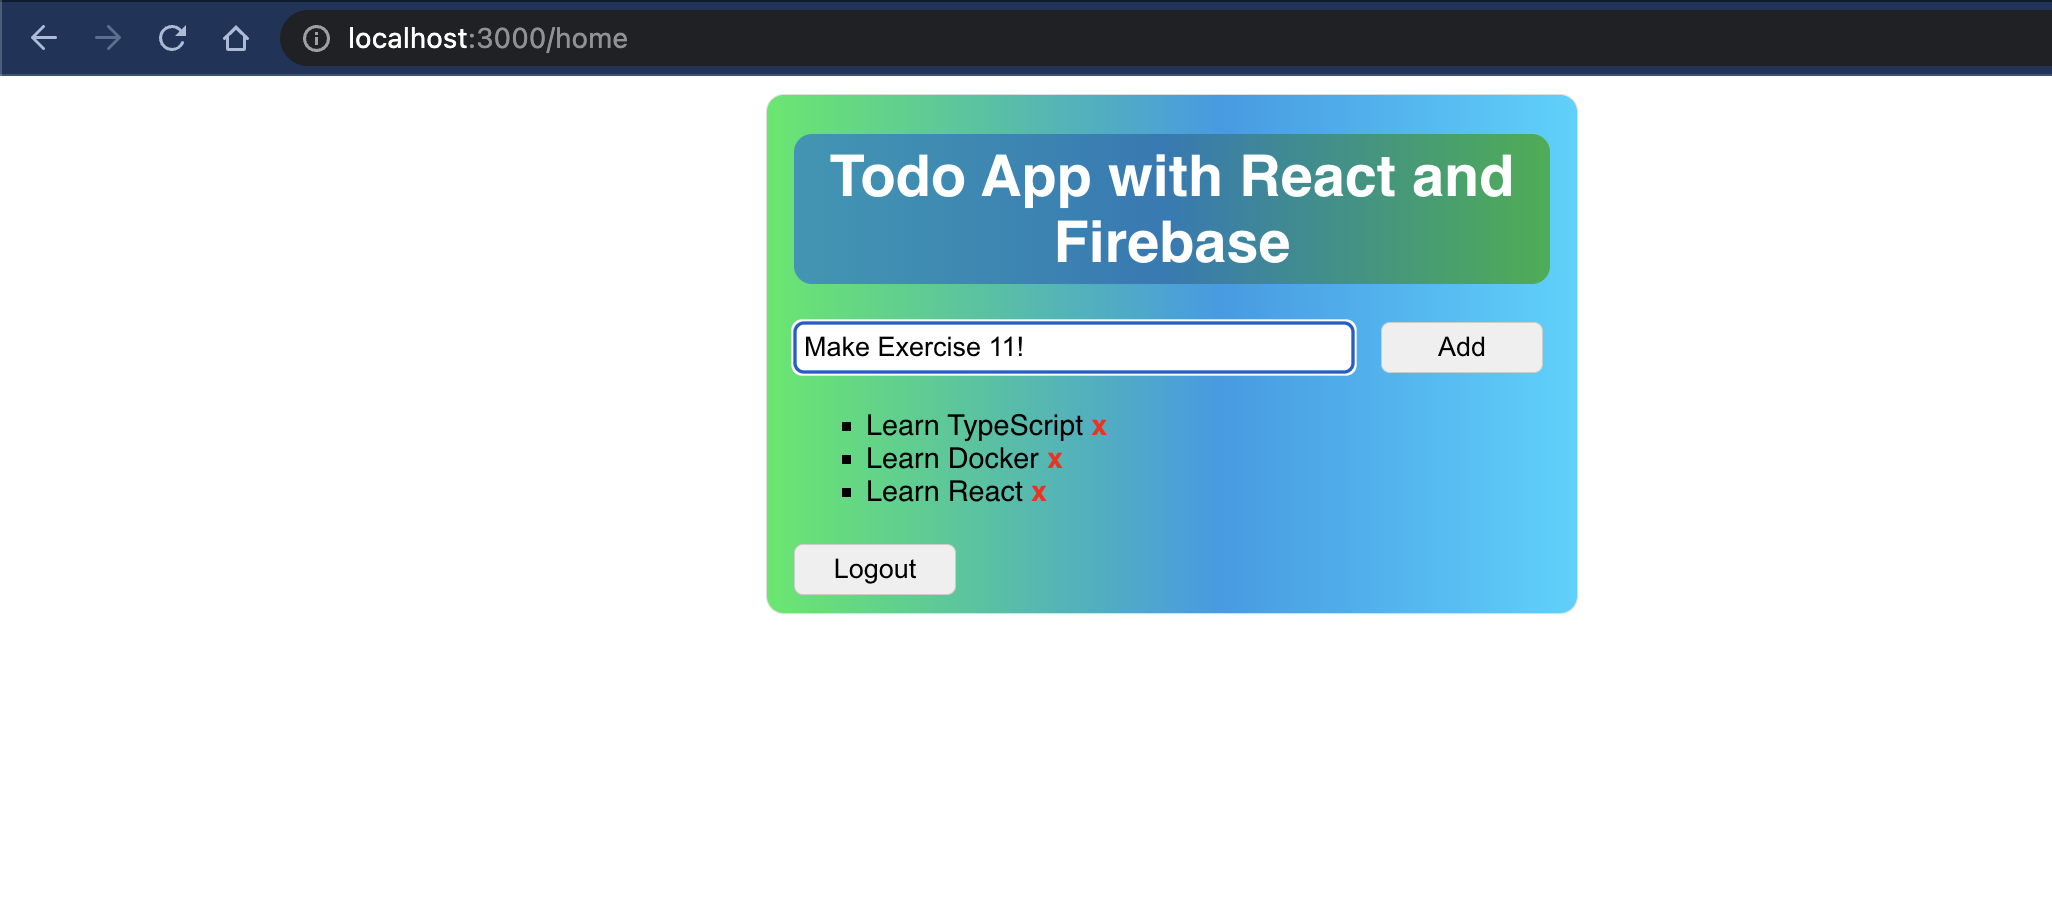 localhost:3000/home
Todo App with React and
Firebase
Make Exercise 11!
Add
Learn TypeScript x
Learn Docker x
Learn React x
Logout